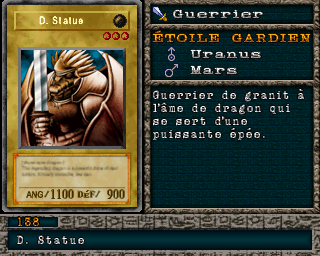 D. Statue
ANG/1100 DéF/ 900
Guerrier
ÉTOILE GARDIEN
Uranus
Mars
Guerrier de granit à
l'âme de dragon qui
se sert d'une
puissante épée.
138
D. Statue